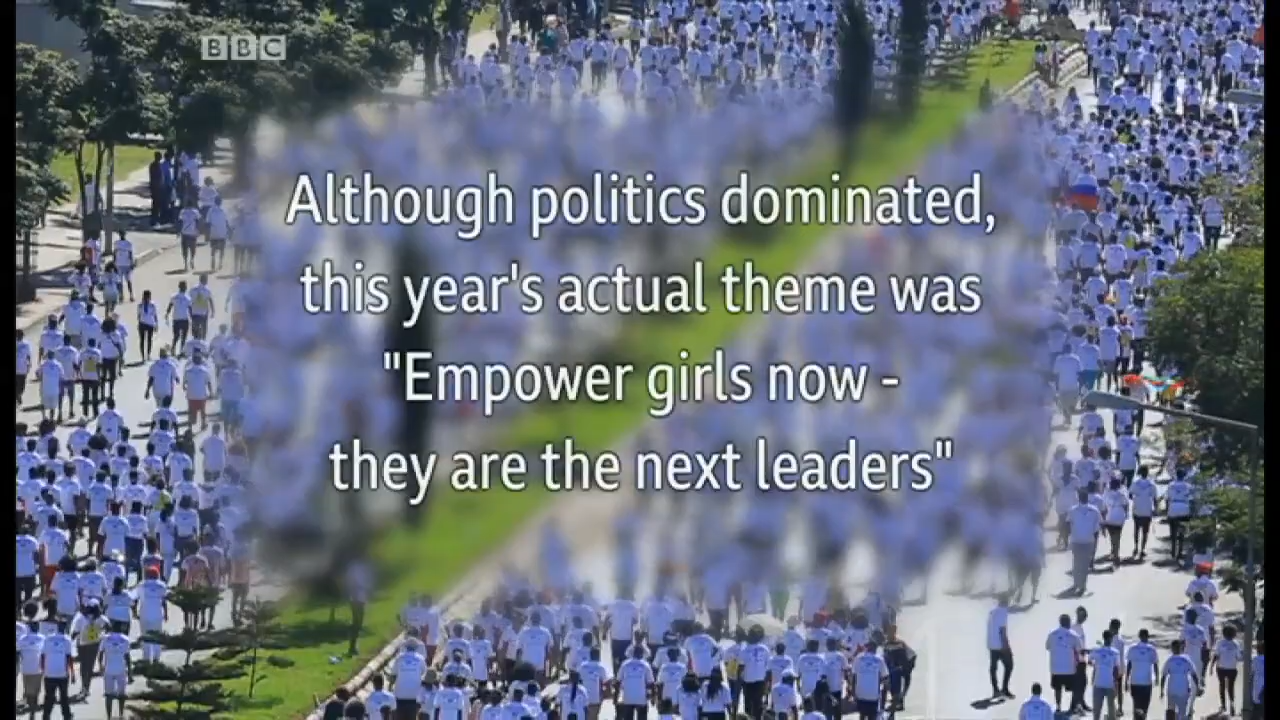 BBC
Although politics dominated,
this year's actual theme was
"Empower girls now -
they are the next leaders"